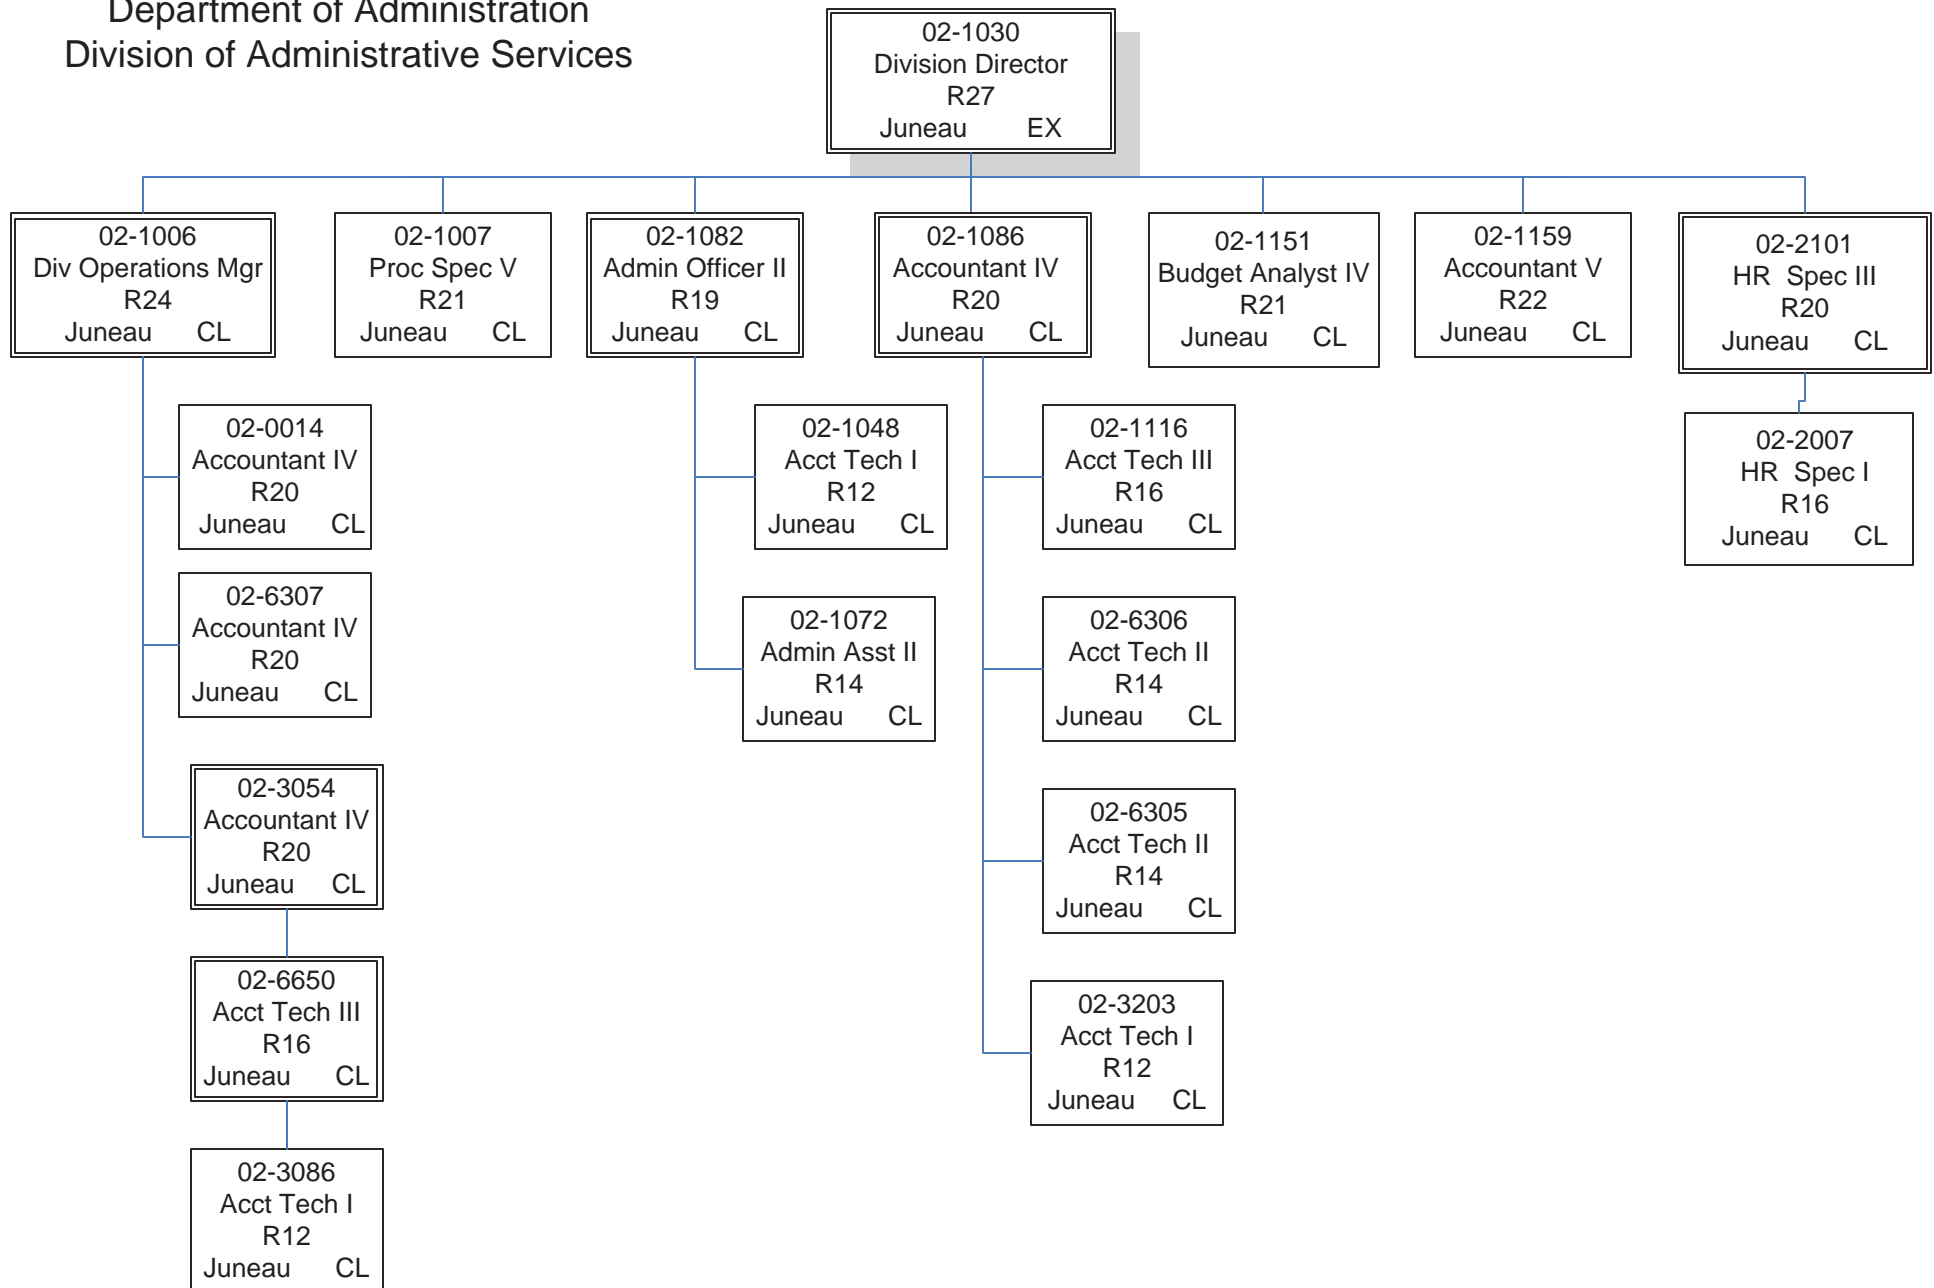 Department of Administration
Division of Administrative Services
02-1030
Division Director
R27
Juneau EX
02-1006
Div Operations Mgr
R24
Juneau CL
02-1007
Proc Spec V
R21
Juneau CL
02-1082
Admin Officer II
R19
Juneau CL
02-1086
Accountant IV
R20
Juneau CL
02-1151
Budget Analyst IV
R21
Juneau CL
02-1159
Accountant V
R22
Juneau CL
02-2101
HR Spec III
R20
Juneau CL
02-0014
Accountant IV
R20
Juneau CL
02-6307
Accountant IV
R20
Juneau CL
02-3054
Accountant IV
R20
Juneau CL
02-6650
Acct Tech III
R16
Juneau CL
02-3086
Acct Tech I
R12
Juneau CL
02-1048
Acct Tech I
R12
Juneau CL
02-1072
Admin Asst II
R14
Juneau CL
02-1116
Acct Tech III
R16
Juneau CL
02-6306
Acct Tech II
R14
Juneau CL
02-6305
Acct Tech II
R14
Juneau CL
02-3203
Acct Tech I
R12
Juneau CL
02-2007
HR Spec I
R16
Juneau CL